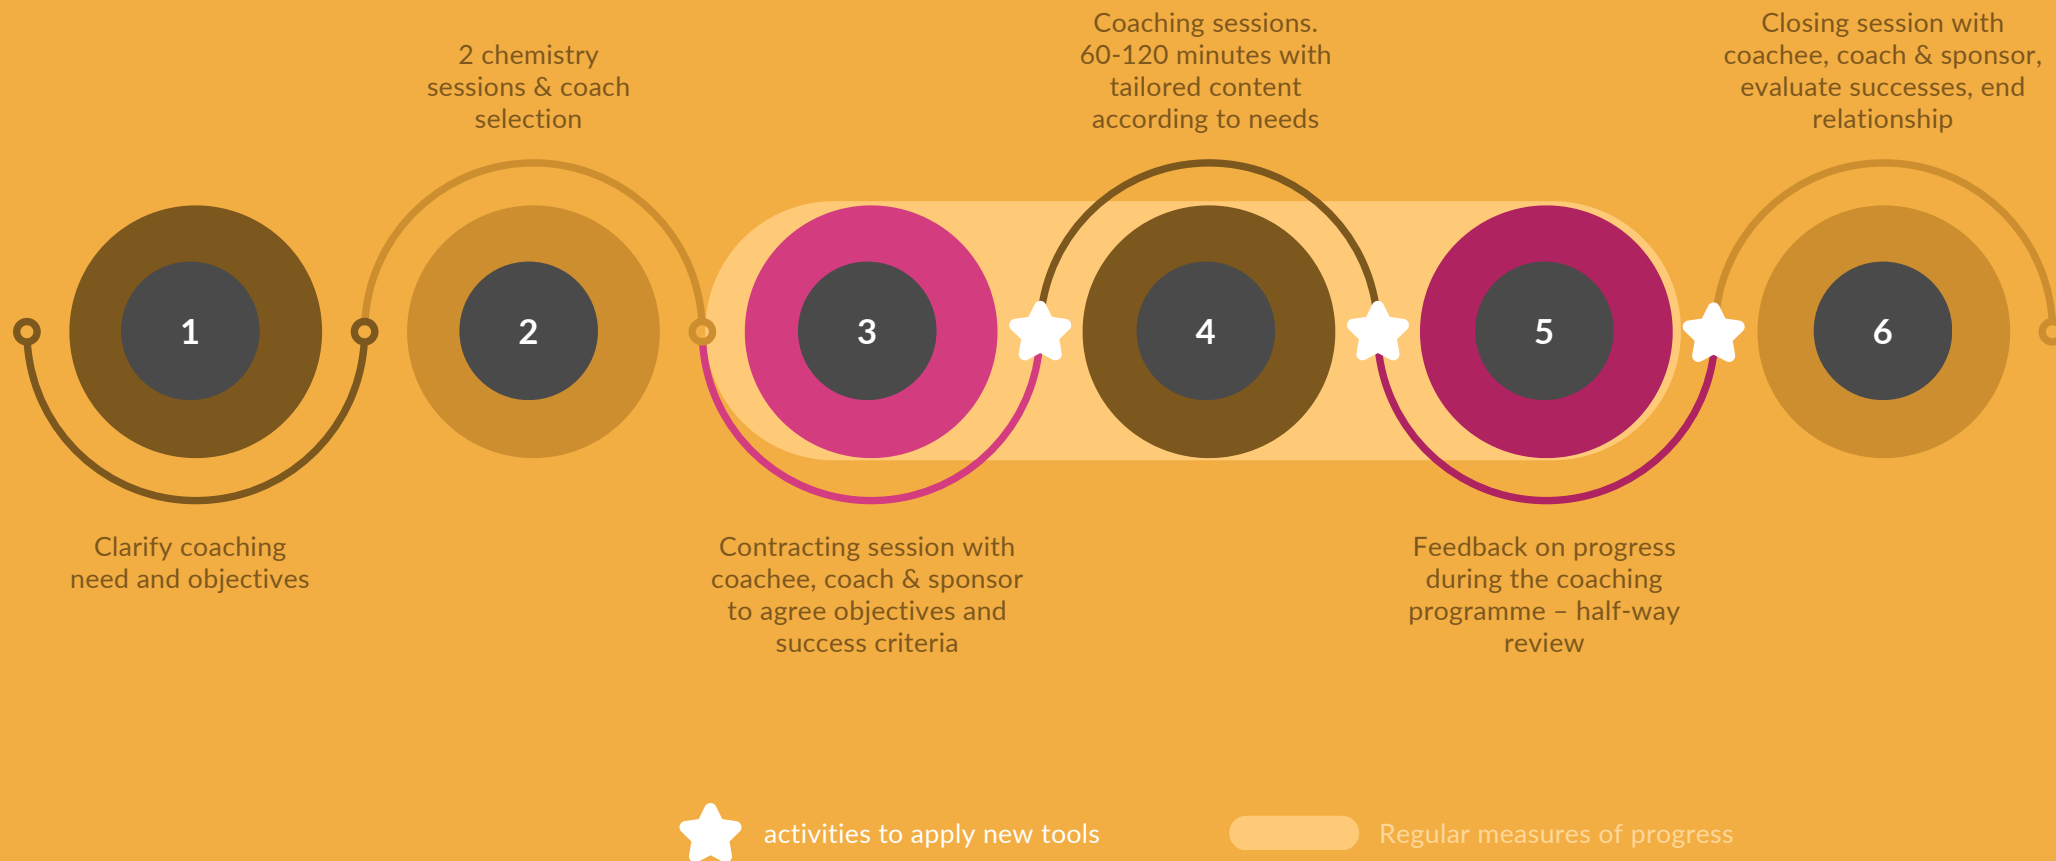 1
Clarify coaching
need and objectives
2 chemistry
sessions & coach
selection
2
3
Contracting session with
coachee, coach & sponsor
to agree objectives and
success criteria
Coaching sessions.
60-120 minutes with
tailored content
according to needs
4
5
Feedback on progress
during the coaching
programme – half-way
review
Closing session with
coachee, coach & sponsor,
evaluate successes, end
relationship
6
activities to apply new tools
Regular measures of progress